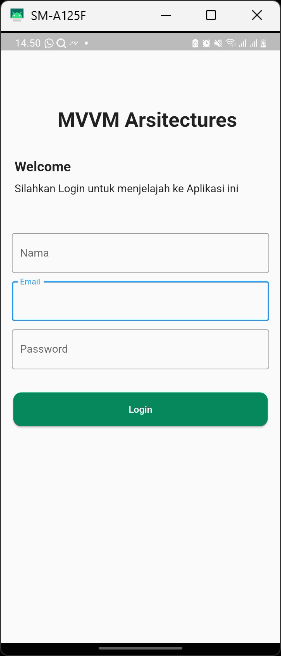 SM-A125F
14.50
MVVM Arsitectures
Welcome
Silahkan Login untuk menjelajah ke Aplikasi ini
Nama
Email
Password
Login